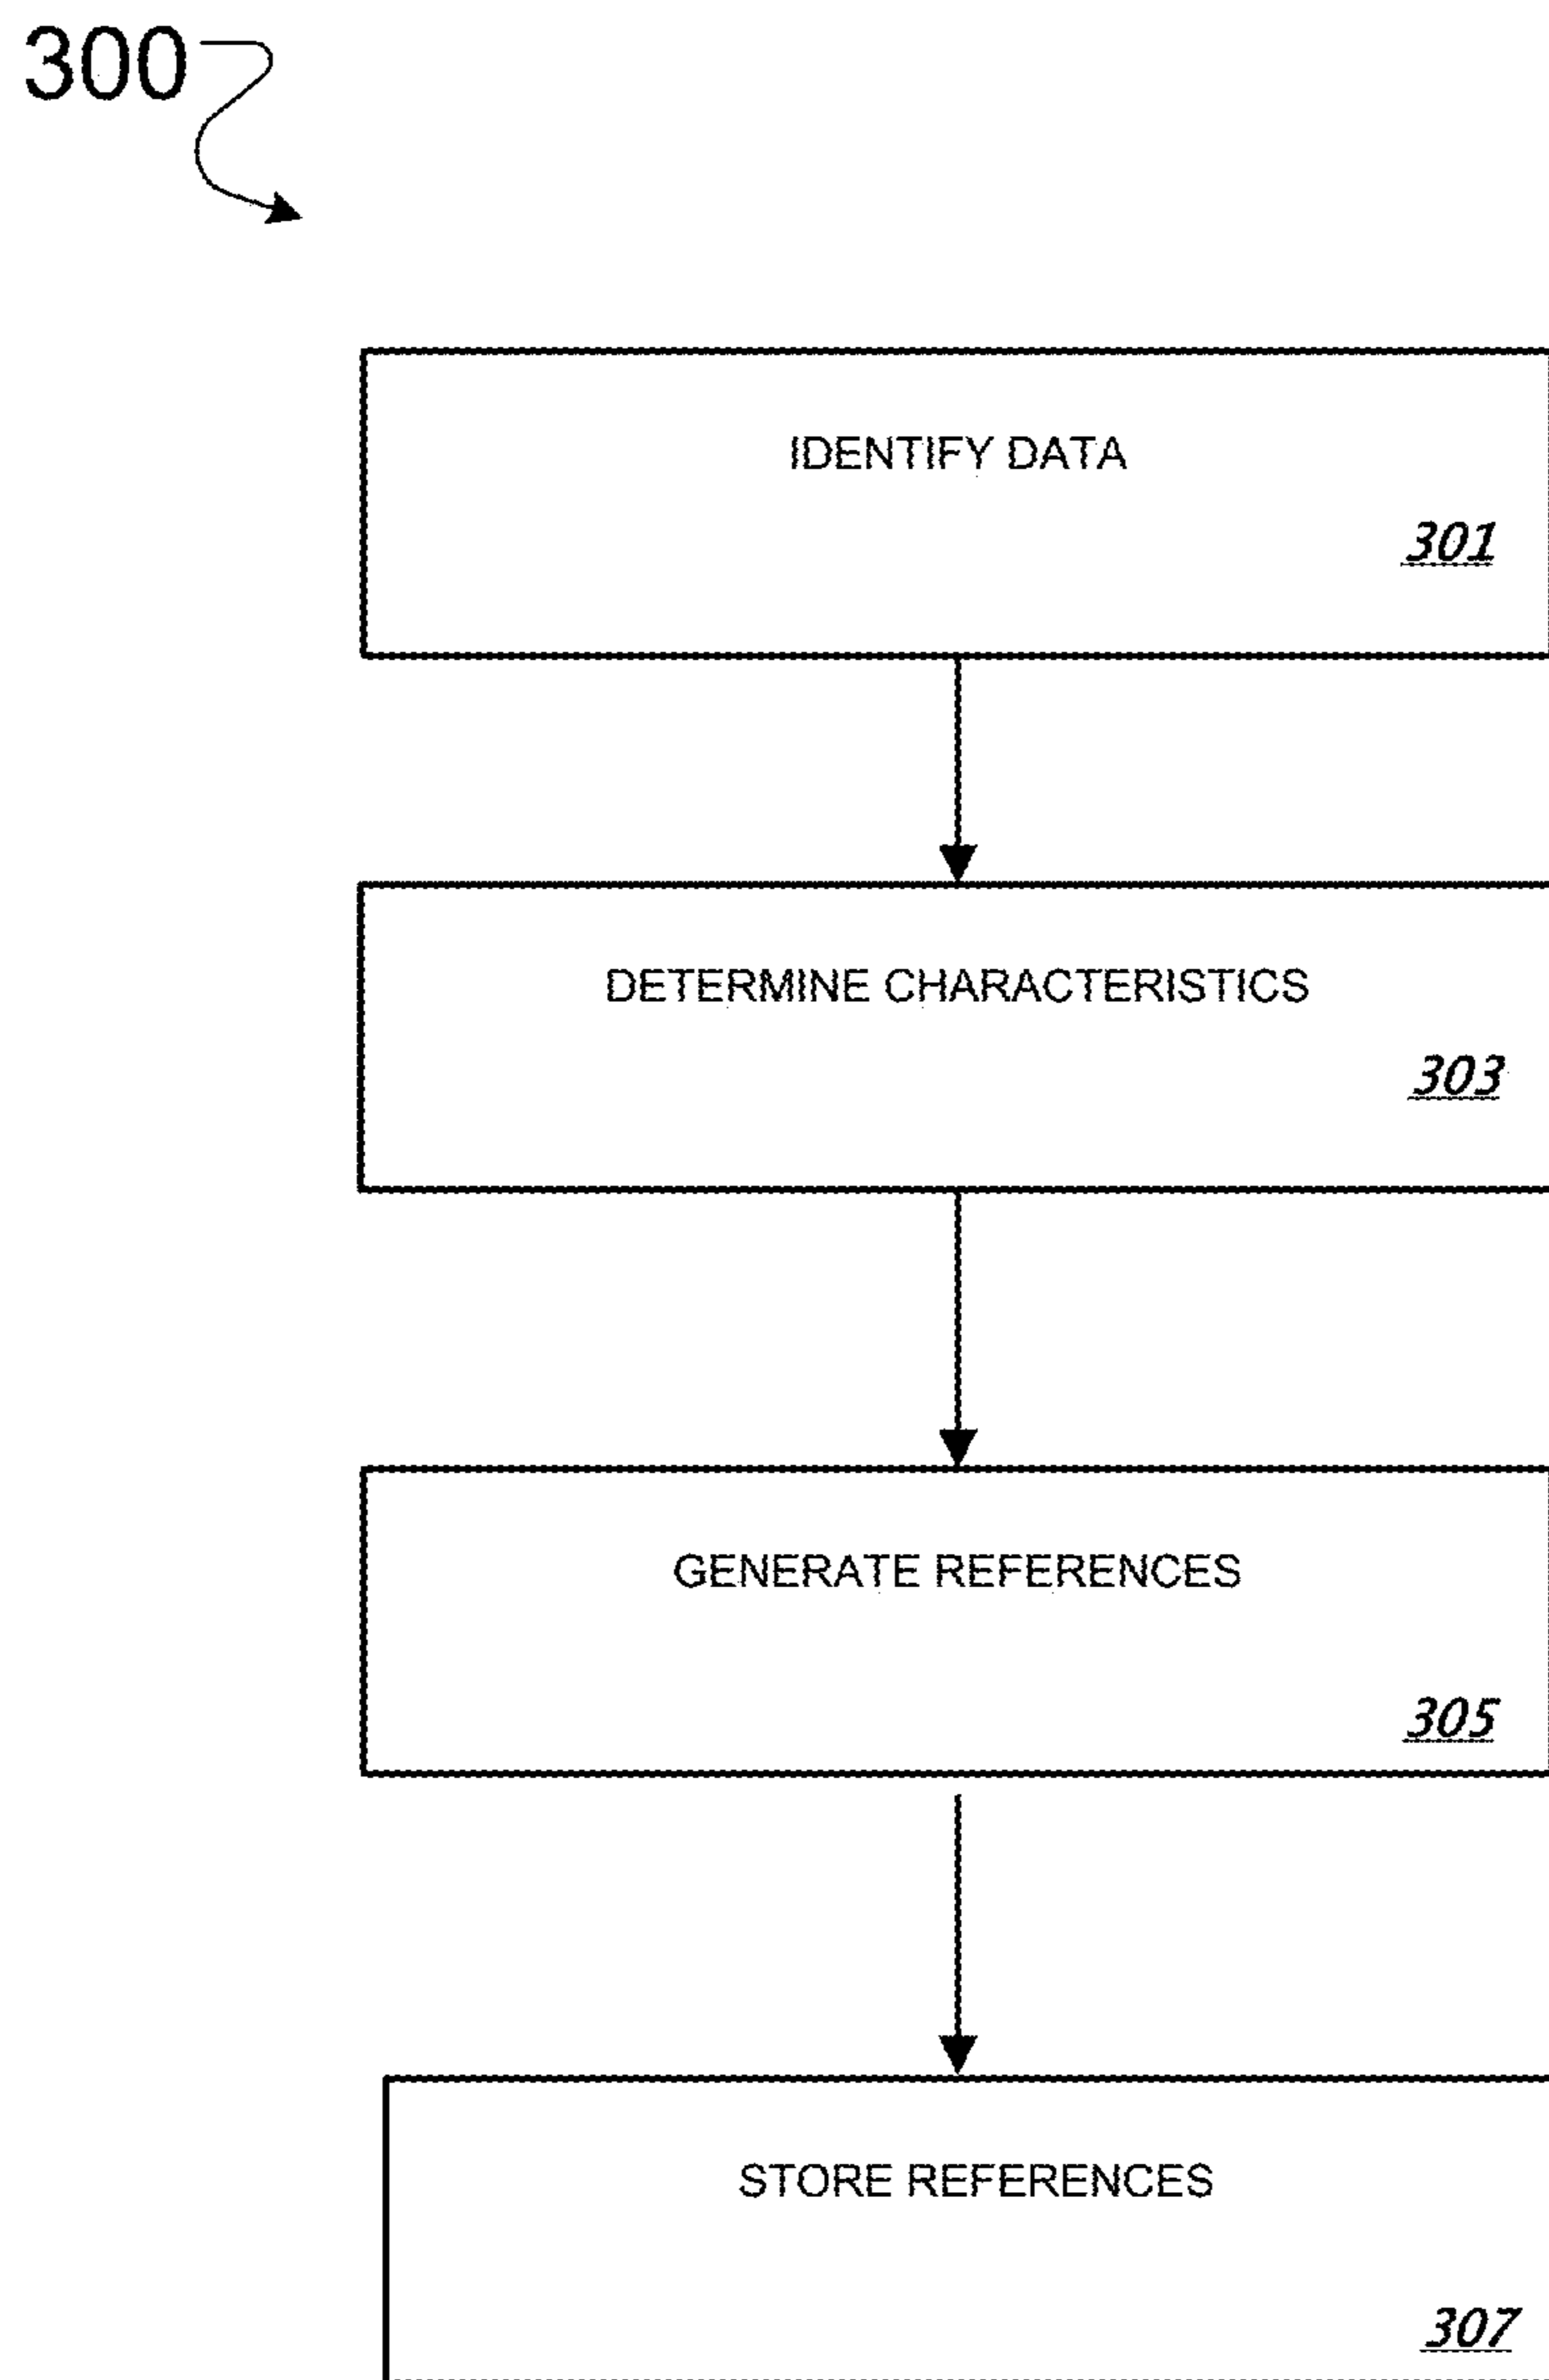 300
IDENTIFY DATA
301
DETERMINE CHARACTERISTICS
303
GENERATE REFERENCES
305
STORE REFERENCES
307